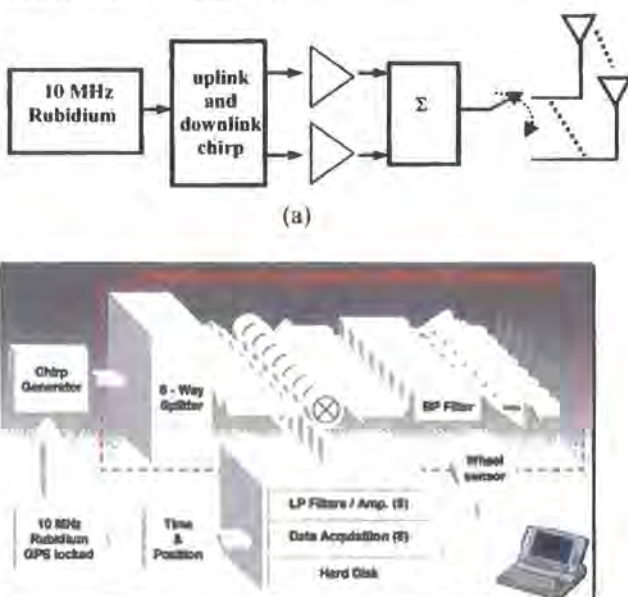 10 MHz
Rubidium
uplink
and
downlink
chirp
Σ
(a)
Chirp
Generator
8 - Way
Splitter
BP Filter
Wheel
sensor
10 MHz
Rubidium
GPS locked
Time
&
Position
LP Filters / Amp. (8)
Data Acquisition (8)
Hard Disk